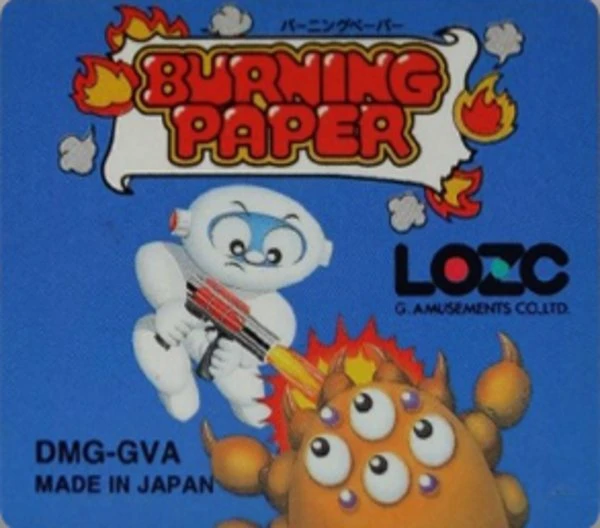 バーニングペーパー
BURNING
PAPER
LOZC
G. AMUSEMENTS CO.,LTD.
DMG-GVA
MADE IN JAPAN